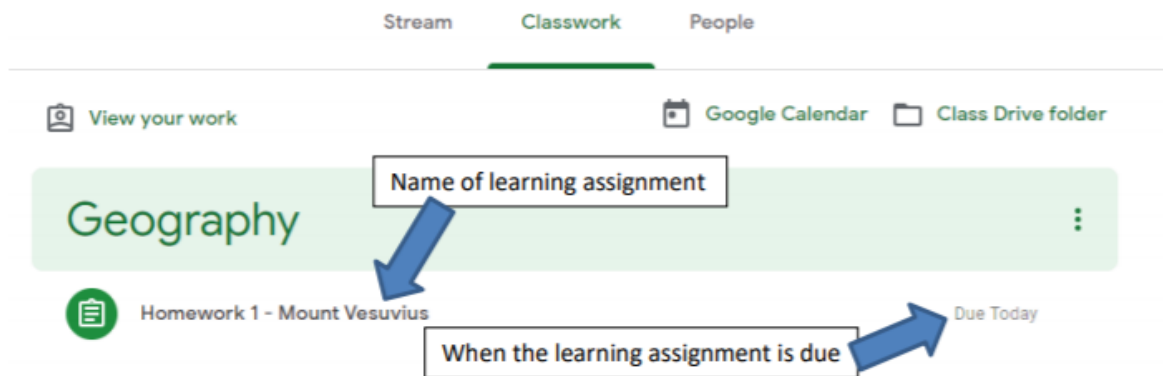 Stream Classwork People
View your work Google Calendar Class Drive folder
Name of learning assignment
Geography
Homework 1 - Mount Vesuvius Due Today
When the learning assignment is due